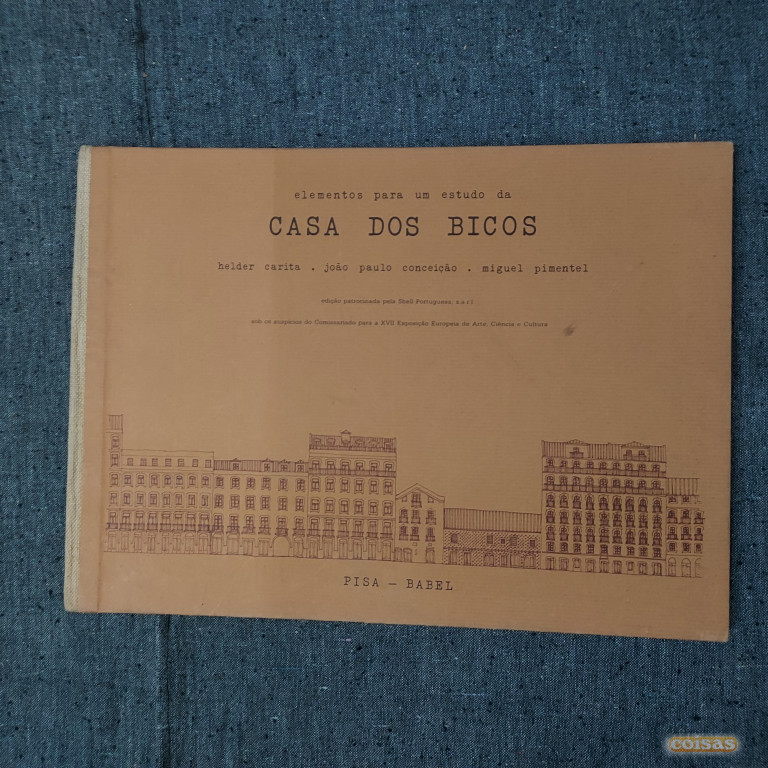 elementos para um estudo da
CASA DOS BICOS
helder carita . joão paulo conceição . miguel pimentel
edição patrocinada pela Shell Portuguesa, s.a.r.l
sob os auspícios do Comissariado para a XVII Exposição Europeia de Arte, Ciência e Cultura
PISA — BABEL
coisas